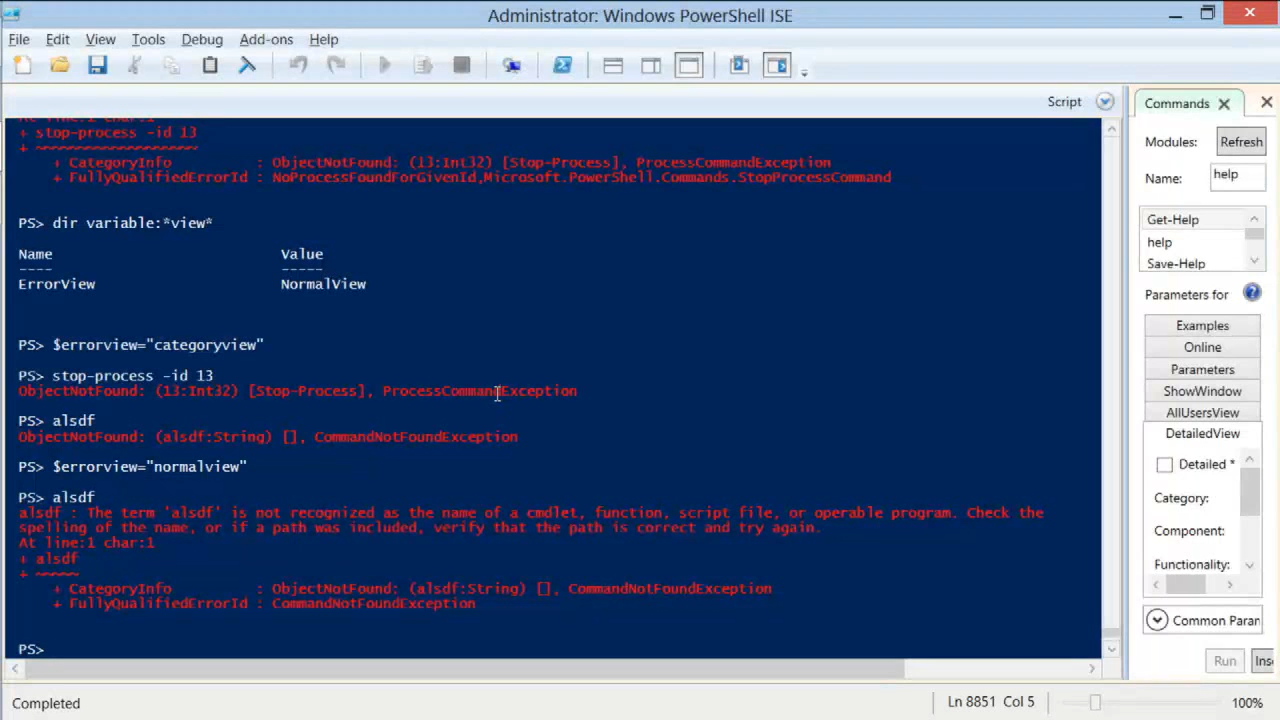 Administrator: Windows PowerShell ISE
File Edit View Tools Debug Add-ons Help
Script
At line:1 char:1
+ stop-process -id 13
+ ~~~~~~~~~~~~~~~~~~~
+ CategoryInfo : ObjectNotFound: (13:Int32) [Stop-Process], ProcessCommandException
+ FullyQualifiedErrorId : NoProcessFoundForGivenId,Microsoft.PowerShell.Commands.StopProcessCommand
PS> dir variable:*view*
Name Value
---- -----
ErrorView NormalView
PS> $errorview="categoryview"
PS> stop-process -id 13
ObjectNotFound: (13:Int32) [Stop-Process], ProcessCommandException
PS> alsdf
ObjectNotFound: (alsdf:String) [], CommandNotFoundException
PS> $errorview="normalview"
PS> alsdf
alsdf : The term 'alsdf' is not recognized as the name of a cmdlet, function, script file, or operable program. Check the
spelling of the name, or if a path was included, verify that the path is correct and try again.
At line:1 char:1
+ alsdf
+ ~~~~~
+ CategoryInfo : ObjectNotFound: (alsdf:String) [], CommandNotFoundException
+ FullyQualifiedErrorId : CommandNotFoundException
PS>
Commands
Modules: Refresh
Name: help
Get-Help
help
Save-Help
Parameters for
Examples
Online
Parameters
ShowWindow
AllUsersView
DetailedView
Detailed *
Category:
Component:
Functionality:
Common Paran
Run Ins
Completed
Ln 8851 Col 5
100%